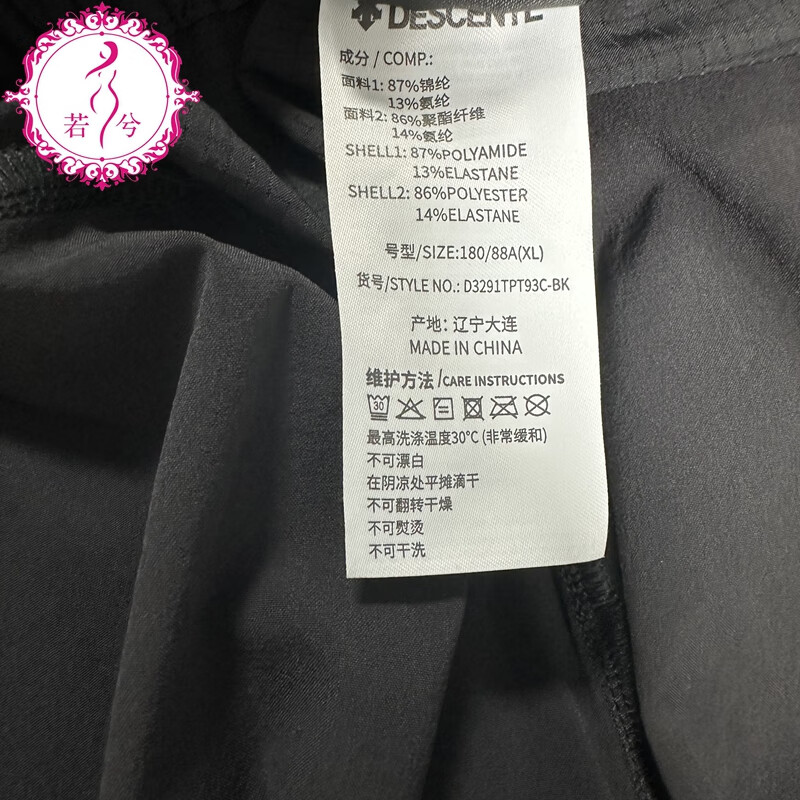 若兮
DESCENTE
成分 / COMP.:
面料1: 87%锦纶
13%氨纶
面料2: 86%聚酯纤维
14%氨纶
SHELL1: 87%POLYAMIDE
13%ELASTANE
SHELL2: 86%POLYESTER
14%ELASTANE
号型/SIZE: 180/88A(XL)
货号/STYLE NO.: D3291TPT93C-BK
产地: 辽宁大连
MADE IN CHINA
维护方法 /CARE INSTRUCTIONS
30
最高洗涤温度30°C (非常缓和)
不可漂白
在阴凉处平摊滴干
不可翻转干燥
不可熨烫
不可干洗